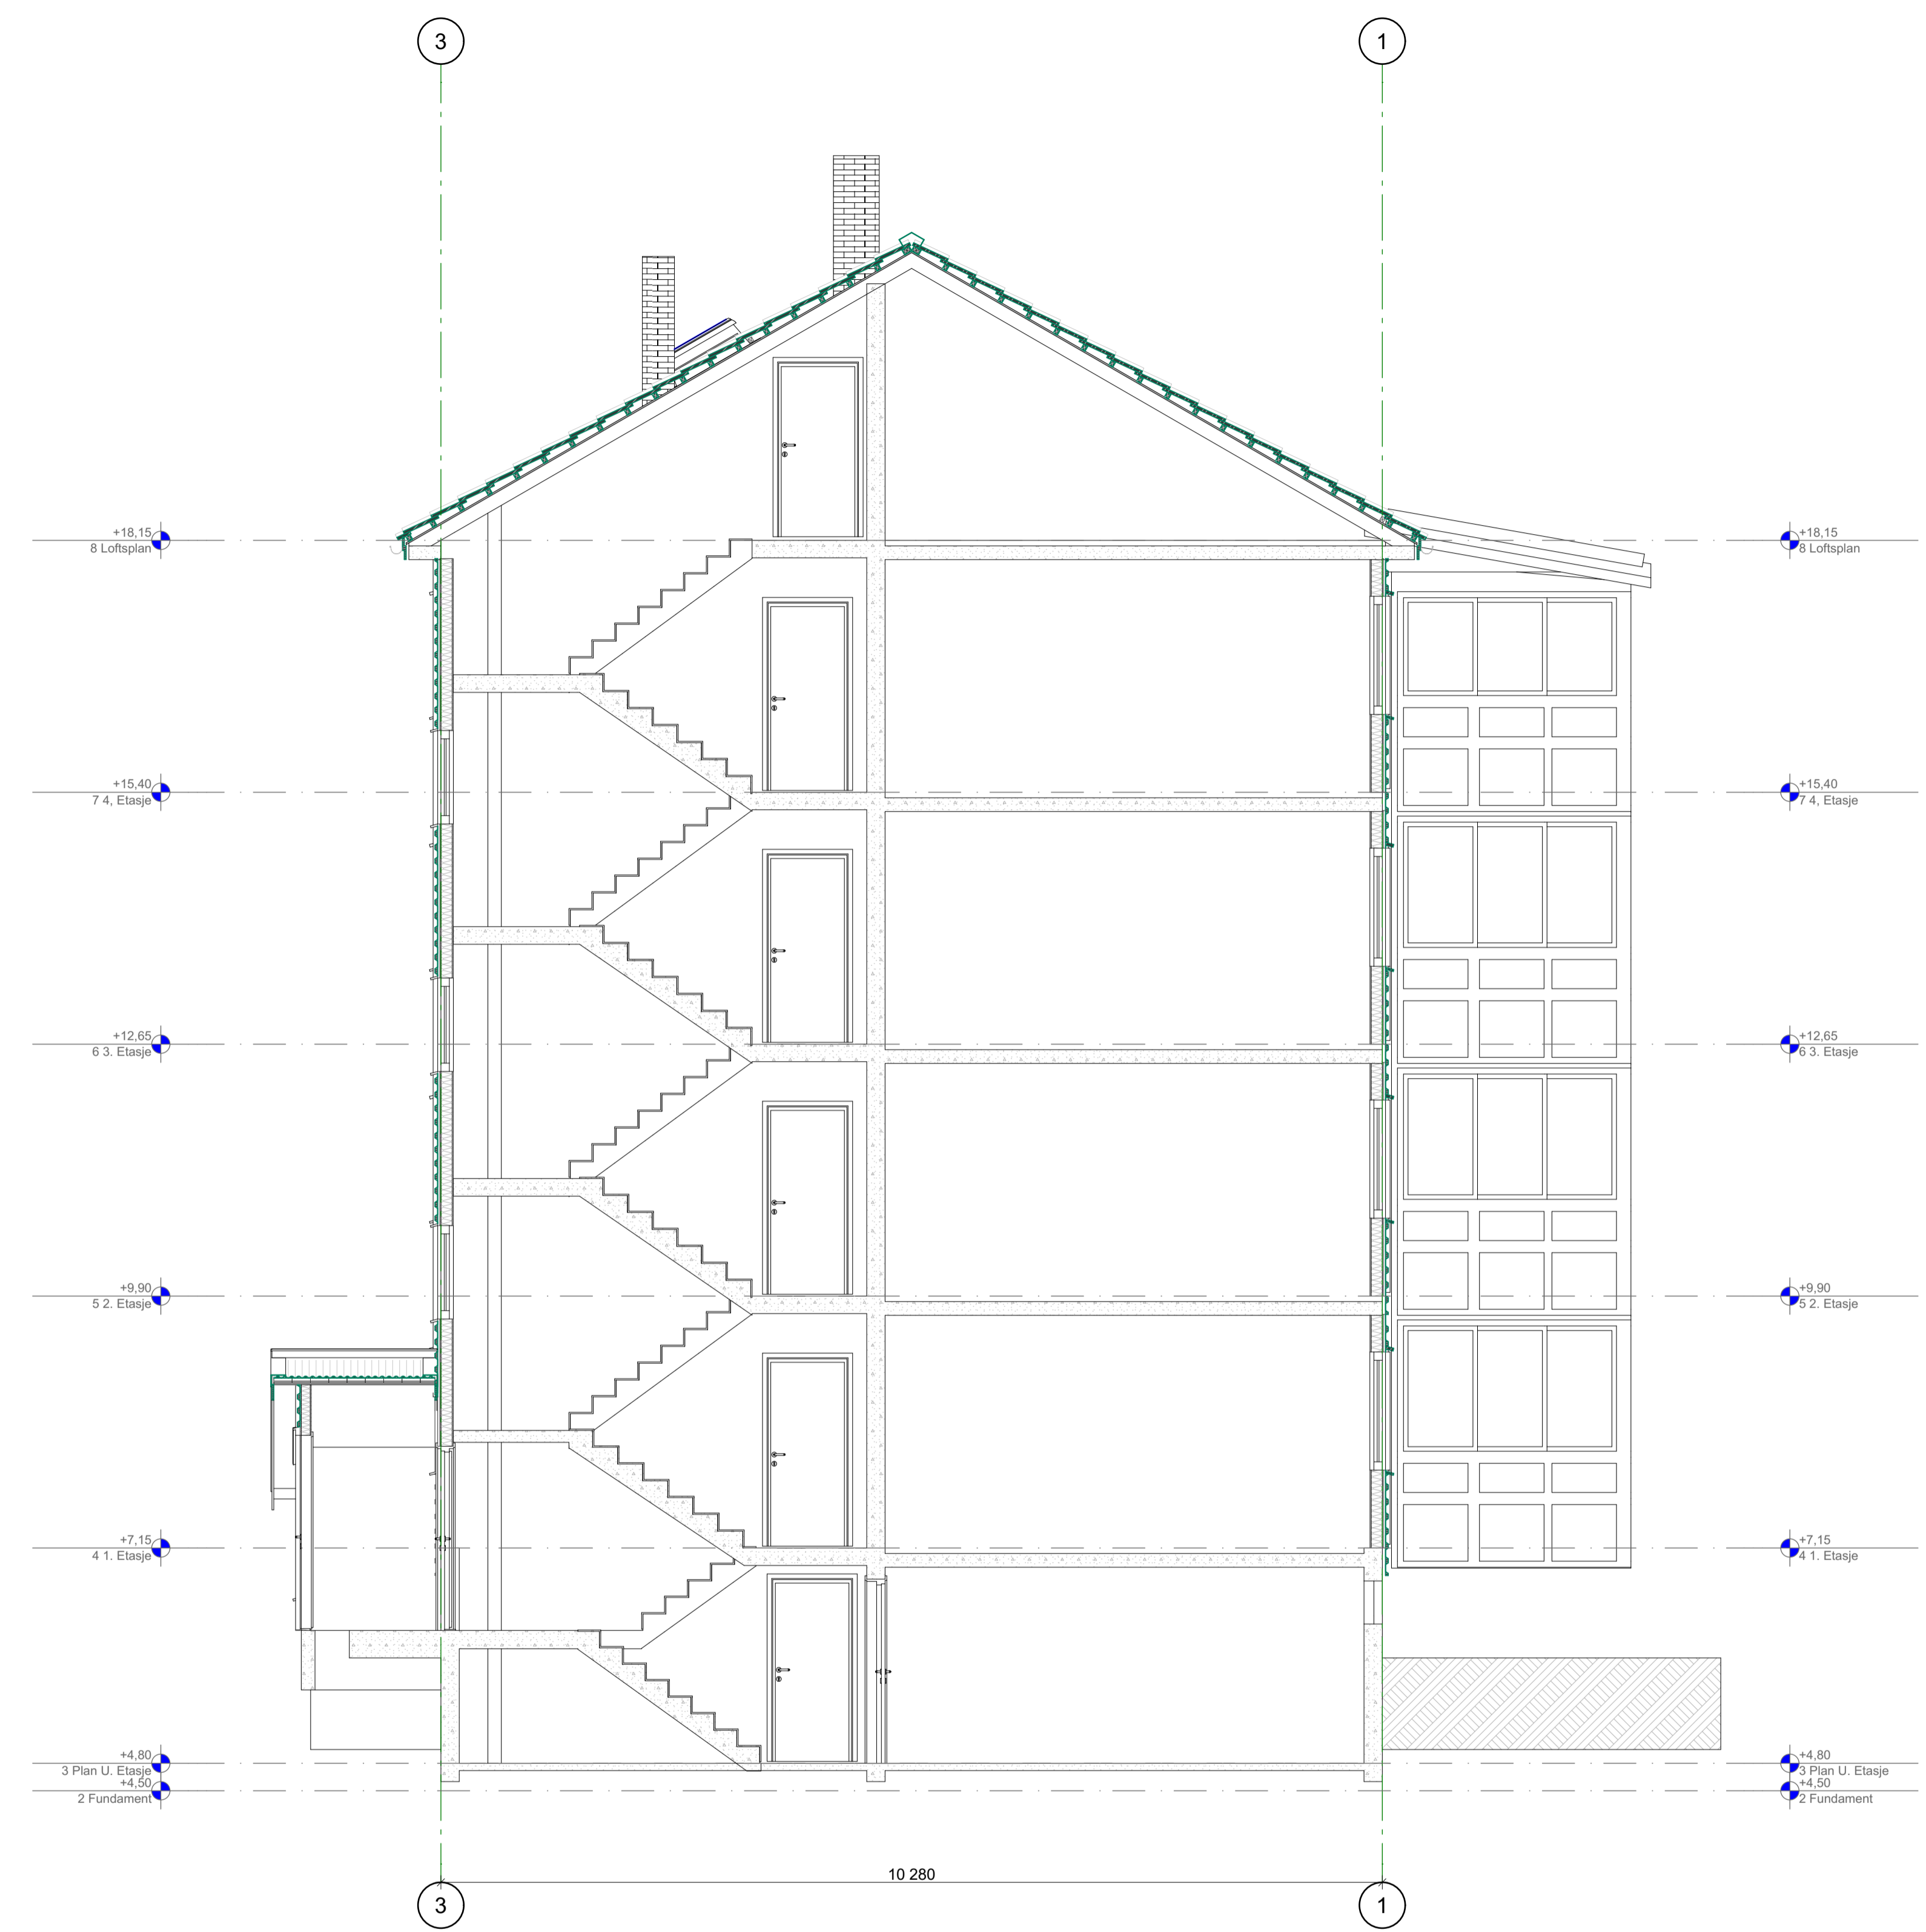 3
1
+18,15
8 Loftsplan
+18,15
8 Loftsplan
+15,40
7 4, Etasje
+15,40
7 4, Etasje
+12,65
6 3. Etasje
+12,65
6 3. Etasje
+9,90
5 2. Etasje
+9,90
5 2. Etasje
+7,15
4 1. Etasje
+7,15
4 1. Etasje
+4,80
3 Plan U. Etasje
+4,80
3 Plan U. Etasje
+4,50
2 Fundament
+4,50
2 Fundament
10 280
3
1